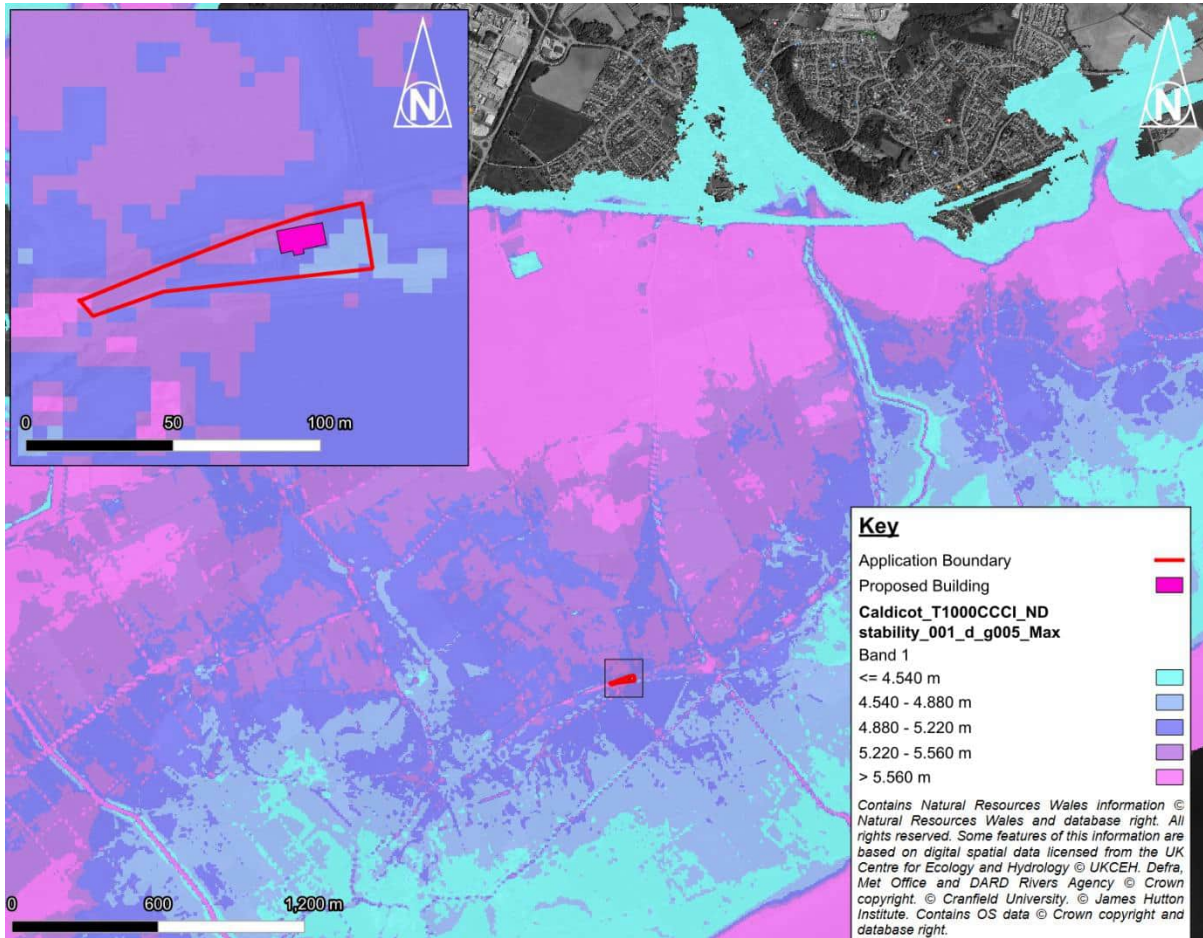 N
0
50
100 m
N
Key
Application Boundary
Proposed Building
Caldicot_T1000CCCI_ND
stability_001_d_g005_Max
Band 1
<= 4.540 m
4.540 - 4.880 m
4.880 - 5.220 m
5.220 - 5.560 m
> 5.560 m
Contains Natural Resources Wales information ©
Natural Resources Wales and database right. All
rights reserved. Some features of this information are
based on digital spatial data licensed from the UK
Centre for Ecology and Hydrology © UKCEH. Defra,
Met Office and DARD Rivers Agency © Crown
copyright. © Cranfield University. © James Hutton
Institute. Contains OS data © Crown copyright and
database right.
0
600
1,200 m